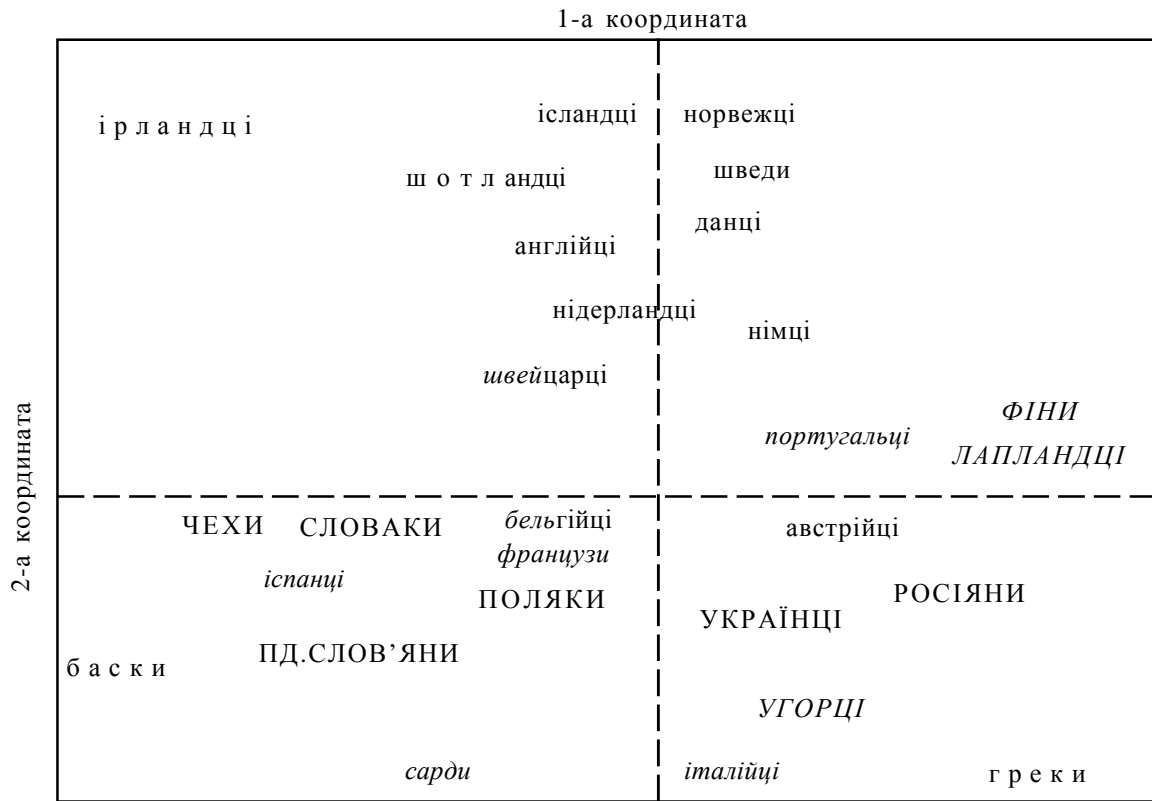 1-а координата
ісландці норвежці
ірландці
шотландці шведи
данці
англійці
нідерландці
німці
швейцарці
ФІНИ
португальці
ЛАПЛАНДЦІ
2-а координата
ЧЕХИ СЛОВАКИ бельгійці австрійці
французи
іспанці
ПОЛЯКИ РОСІЯНИ
УКРАЇНЦІ
ПД.СЛОВ’ЯНИ
баски
УГОРЦІ
сарди італійці греки